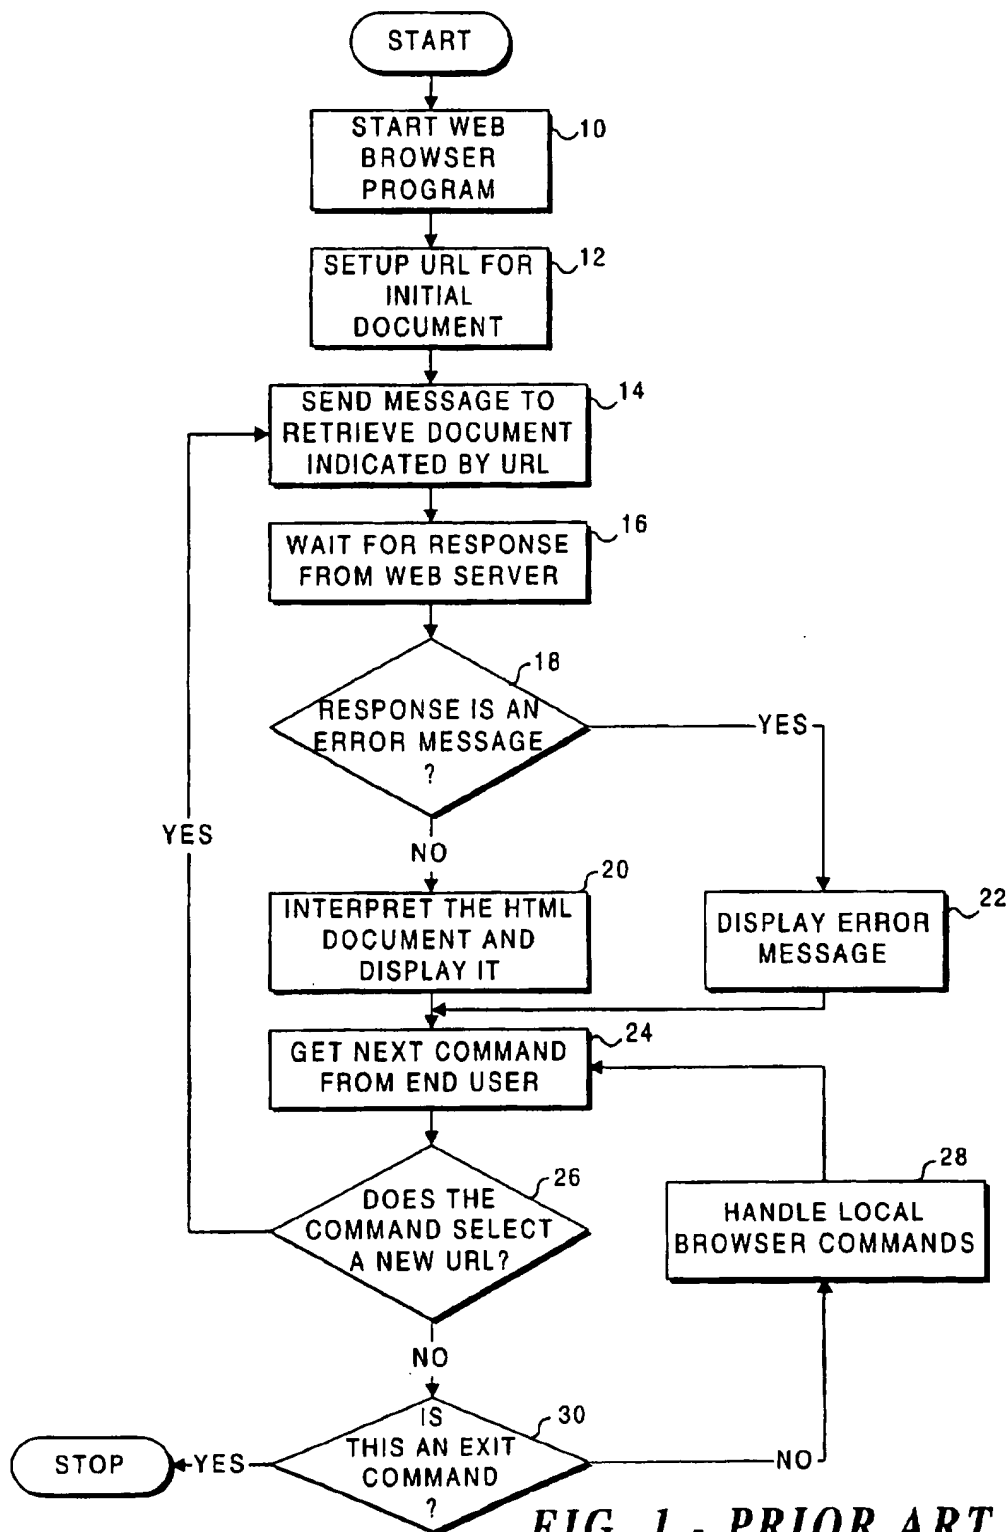 START
START WEB
BROWSER
PROGRAM
10
SETUP URL FOR
INITIAL
DOCUMENT
12
SEND MESSAGE TO
RETRIEVE DOCUMENT
INDICATED BY URL
14
WAIT FOR RESPONSE
FROM WEB SERVER
16
RESPONSE IS AN
ERROR MESSAGE
?
18
YES
NO
YES
INTERPRET THE HTML
DOCUMENT AND
DISPLAY IT
20
DISPLAY ERROR
MESSAGE
22
GET NEXT COMMAND
FROM END USER
24
DOES THE
COMMAND SELECT
A NEW URL?
26
HANDLE LOCAL
BROWSER COMMANDS
28
NO
IS
THIS AN EXIT
COMMAND
?
30
YES
NO
STOP
FIG. 1 - PRIOR ART